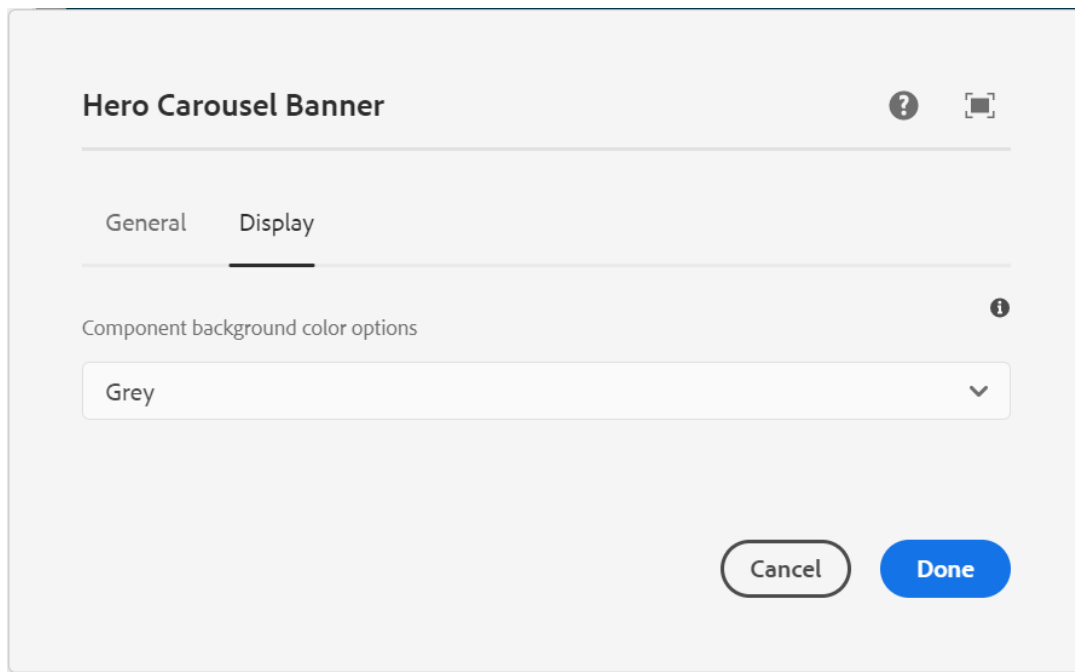 Hero Carousel Banner
General Display
Component background color options
Grey
Cancel Done